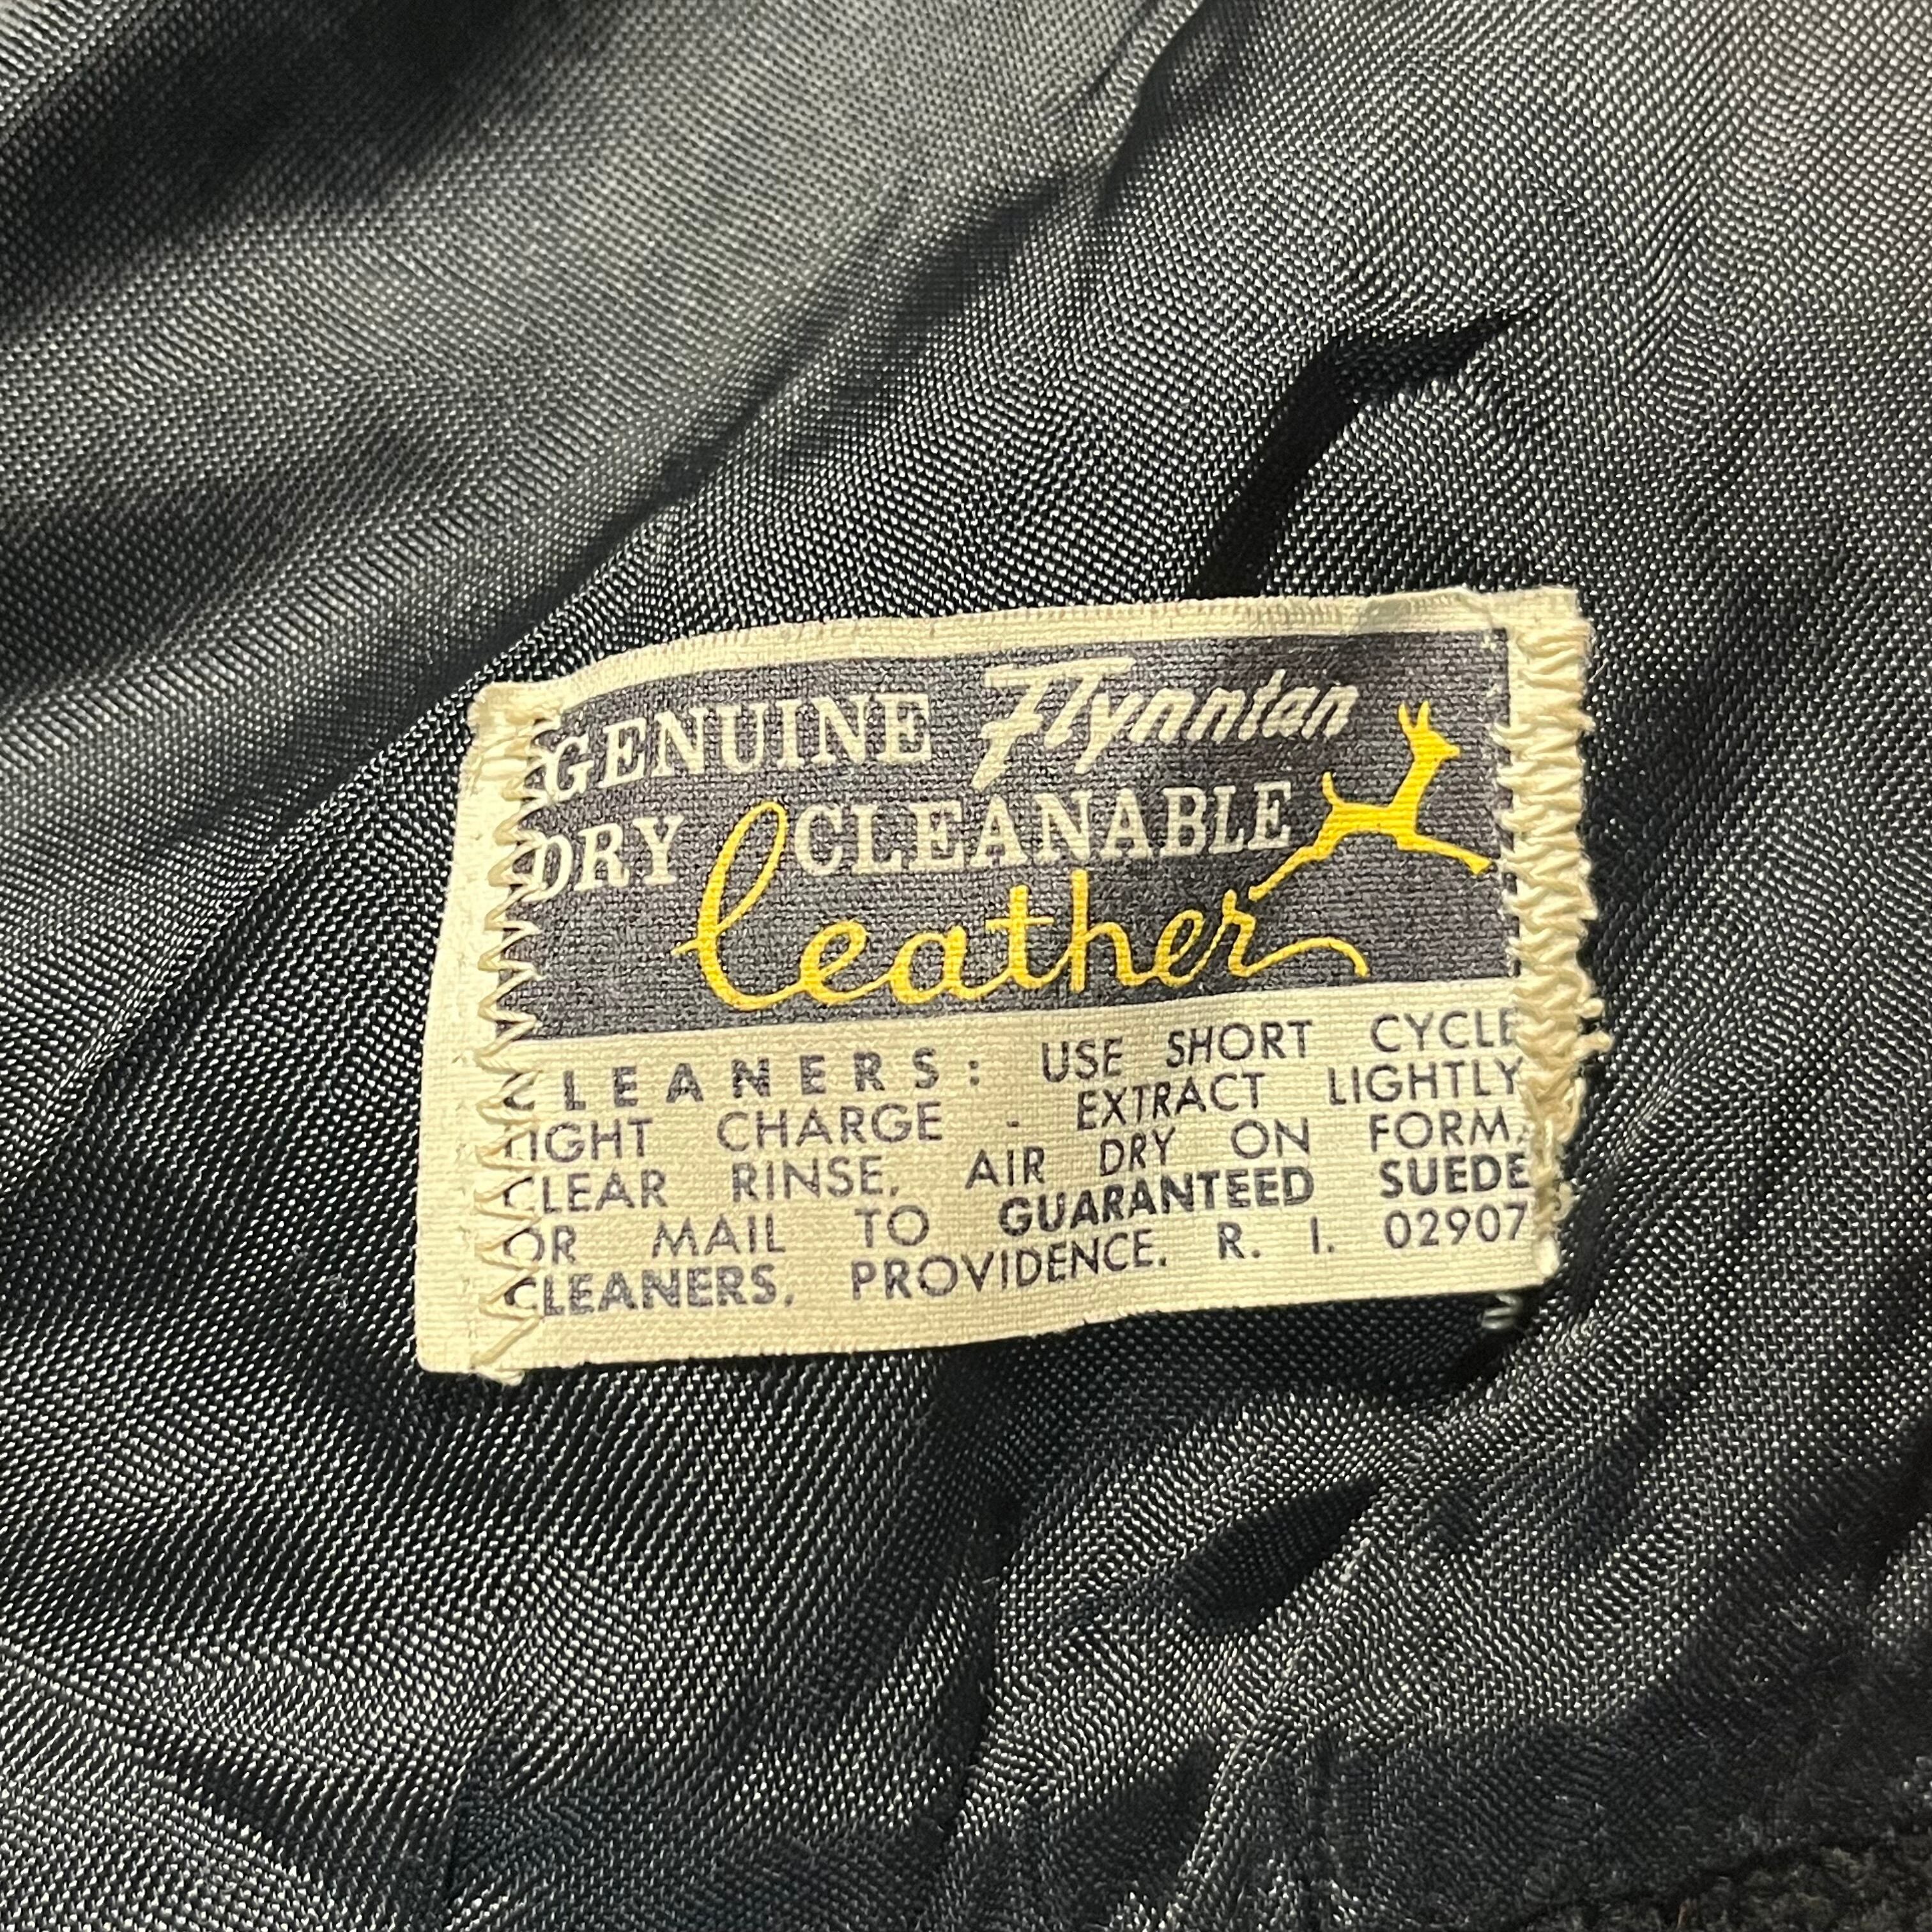 GENUINE Flynntan
DRY CLEANABLE
Leather
CLEANERS: USE SHORT CYCLE
LIGHT CHARGE - EXTRACT LIGHTLY
CLEAR RINSE. AIR DRY ON FORM.
OR MAIL TO GUARANTEED SUEDE
CLEANERS. PROVIDENCE. R. I. 02907